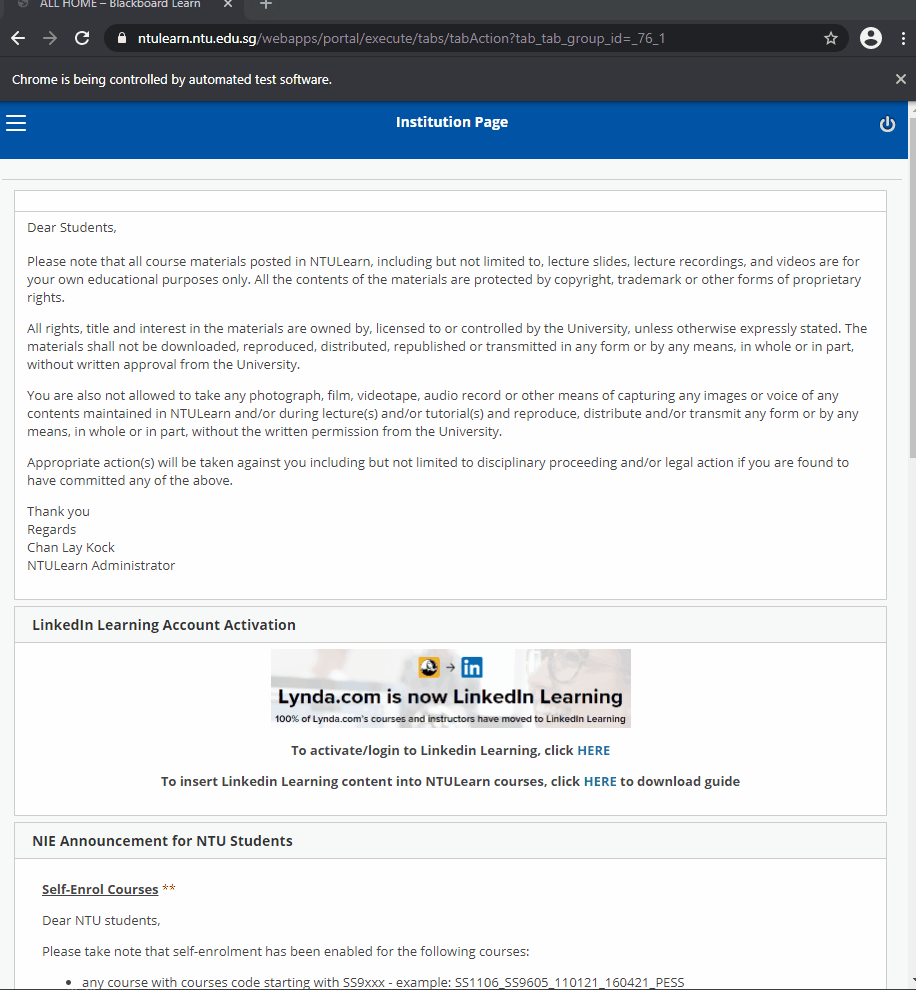 ALL HOME – Blackboard Learn
ntulearn.ntu.edu.sg/webapps/portal/execute/tabs/tabAction?tab_tab_group_id=_76_1
Chrome is being controlled by automated test software.
Institution Page
Dear Students,
Please note that all course materials posted in NTULearn, including but not limited to, lecture slides, lecture recordings, and videos are for
your own educational purposes only. All the contents of the materials are protected by copyright, trademark or other forms of proprietary
rights.
All rights, title and interest in the materials are owned by, licensed to or controlled by the University, unless otherwise expressly stated. The
materials shall not be downloaded, reproduced, distributed, republished or transmitted in any form or by any means, in whole or in part,
without written approval from the University.
You are also not allowed to take any photograph, film, videotape, audio record or other means of capturing any images or voice of any
contents maintained in NTULearn and/or during lecture(s) and/or tutorial(s) and reproduce, distribute and/or transmit any form or by any
means, in whole or in part, without the written permission from the University.
Appropriate action(s) will be taken against you including but not limited to disciplinary proceeding and/or legal action if you are found to
have committed any of the above.
Thank you
Regards
Chan Lay Kock
NTULearn Administrator
LinkedIn Learning Account Activation
in
Lynda.com is now LinkedIn Learning
100% of Lynda.com's courses and instructors have moved to LinkedIn Learning
To activate/login to Linkedin Learning, click HERE
To insert Linkedin Learning content into NTULearn courses, click HERE to download guide
NIE Announcement for NTU Students
Self-Enrol Courses **
Dear NTU students,
Please take note that self-enrolment has been enabled for the following courses:
• any course with courses code starting with SS9xxx - example: SS1106_SS9605_110121_160421_PESS